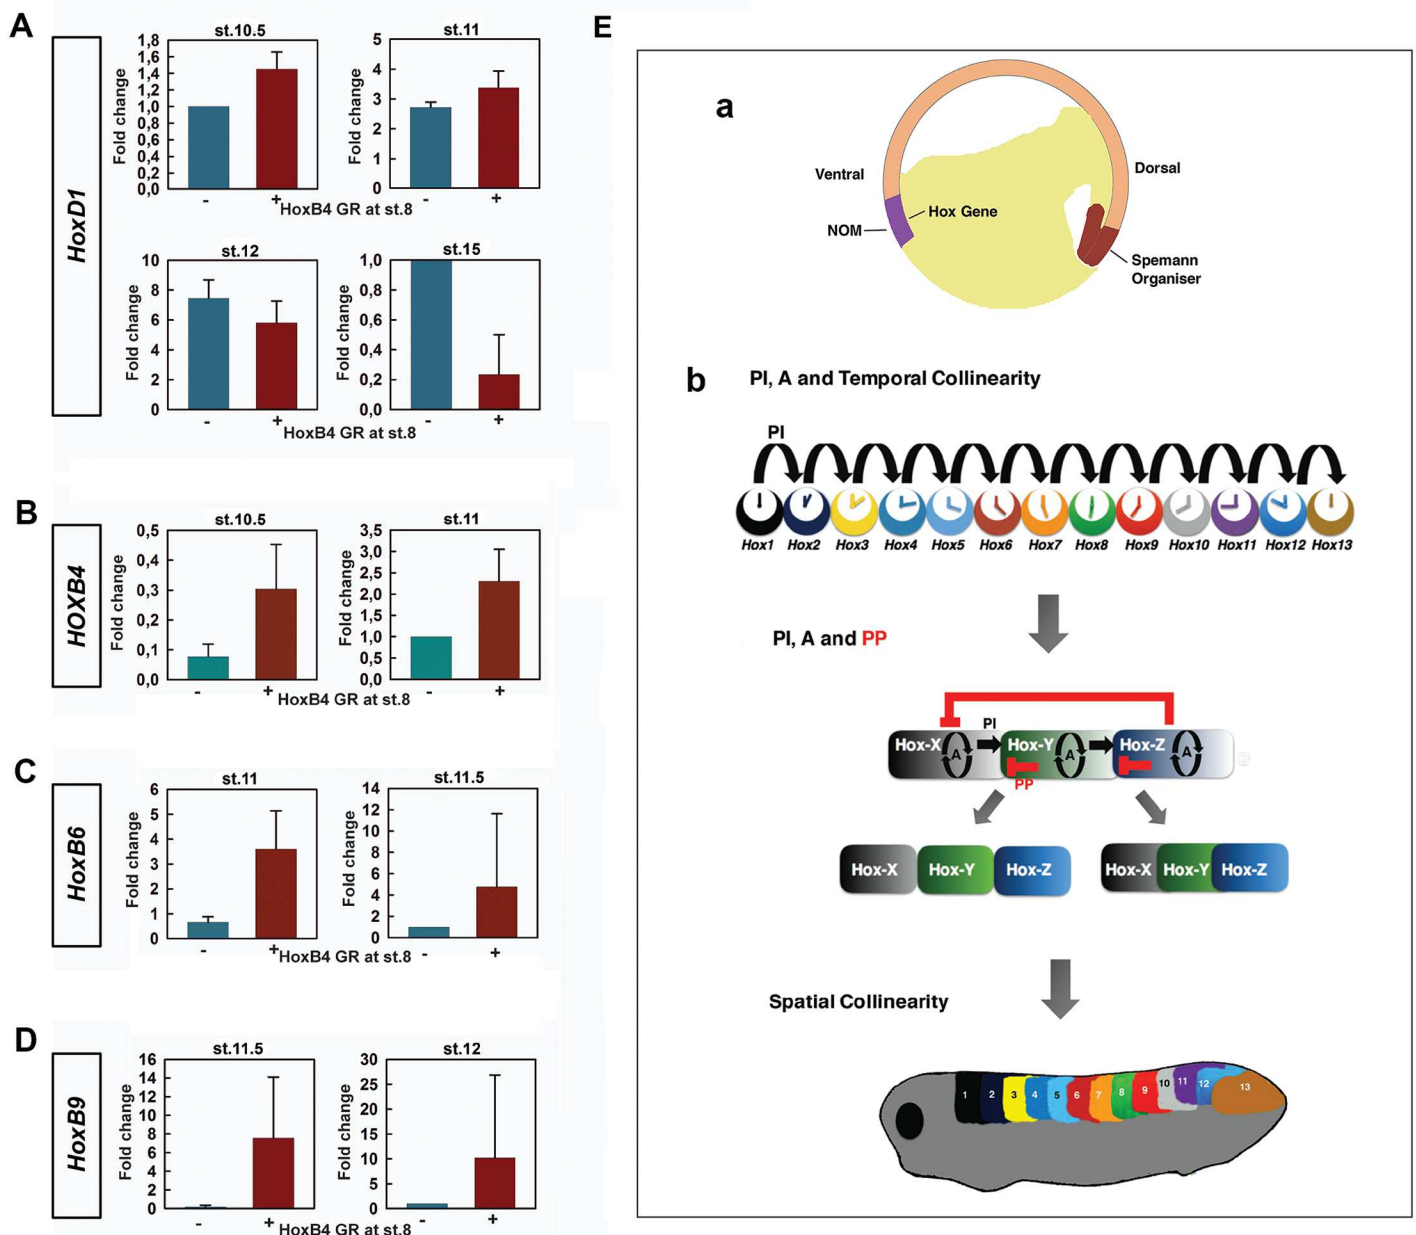 A
HoxD1
st.10.5
Fold change
1,8
1,6
1,4
1,2
1,0
0,8
0,6
0,4
0,2
0,0
- +
st.11
Fold change
5
4
3
2
1
0
- +
HoxB4 GR at st.8
st.12
Fold change
10
8
6
4
2
0
- +
st.15
Fold change
1,0
0,8
0,6
0,4
0,2
0,0
- +
HoxB4 GR at st.8
B
HOXB4
st.10.5
Fold change
0,5
0,4
0,3
0,2
0,1
0,0
- +
st.11
Fold change
3,5
3,0
2,5
2,0
1,5
1,0
0,5
0,0
- +
HoxB4 GR at st.8
C
HoxB6
st.11
Fold change
6
5
4
3
2
1
0
- +
st.11.5
Fold change
14
12
10
8
6
4
2
0
- +
HoxB4 GR at st.8
D
HoxB9
st.11.5
Fold change
16
14
12
10
8
6
4
2
0
- +
st.12
Fold change
30
25
20
15
10
5
0
- +
HoxB4 GR at st.8
E
a
Ventral
Dorsal
Hox Gene
NOM
Spemann
Organiser
b
PI, A and Temporal Collinearity
PI
Hox1 Hox2 Hox3 Hox4 Hox5 Hox6 Hox7 Hox8 Hox9 Hox10 Hox11 Hox12 Hox13
PI, A and PP
PI
Hox-X A Hox-Y A Hox-Z A
PP
Hox-X Hox-Y Hox-Z
Hox-X Hox-Y Hox-Z
Spatial Collinearity
1 2 3 4 5 6 7 8 9 10 11 12 13